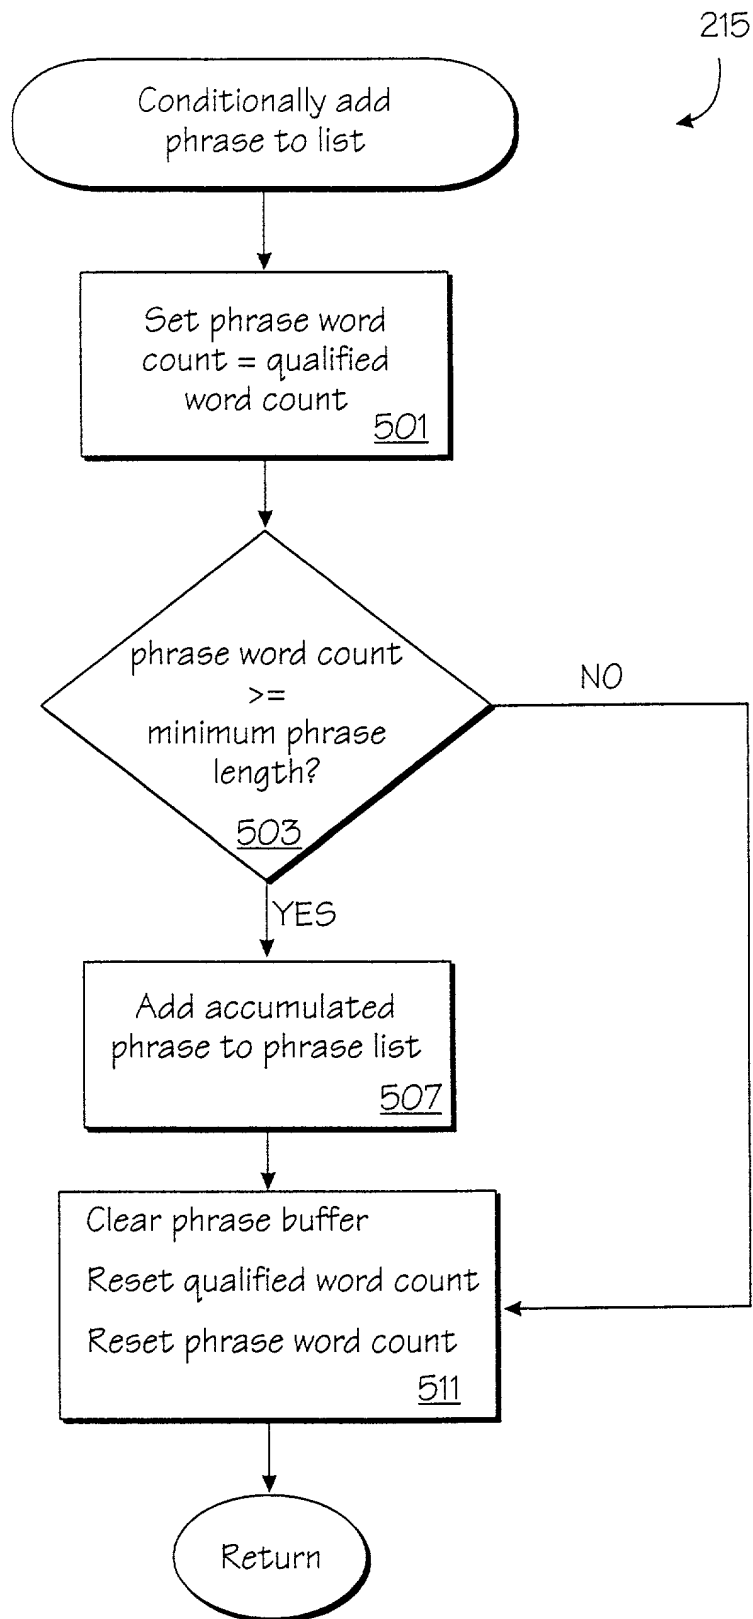 215
Conditionally add
phrase to list
Set phrase word
count = qualified
word count
501
phrase word count
>=
minimum phrase
length?
503
NO
YES
Add accumulated
phrase to phrase list
507
Clear phrase buffer
Reset qualified word count
Reset phrase word count
511
Return